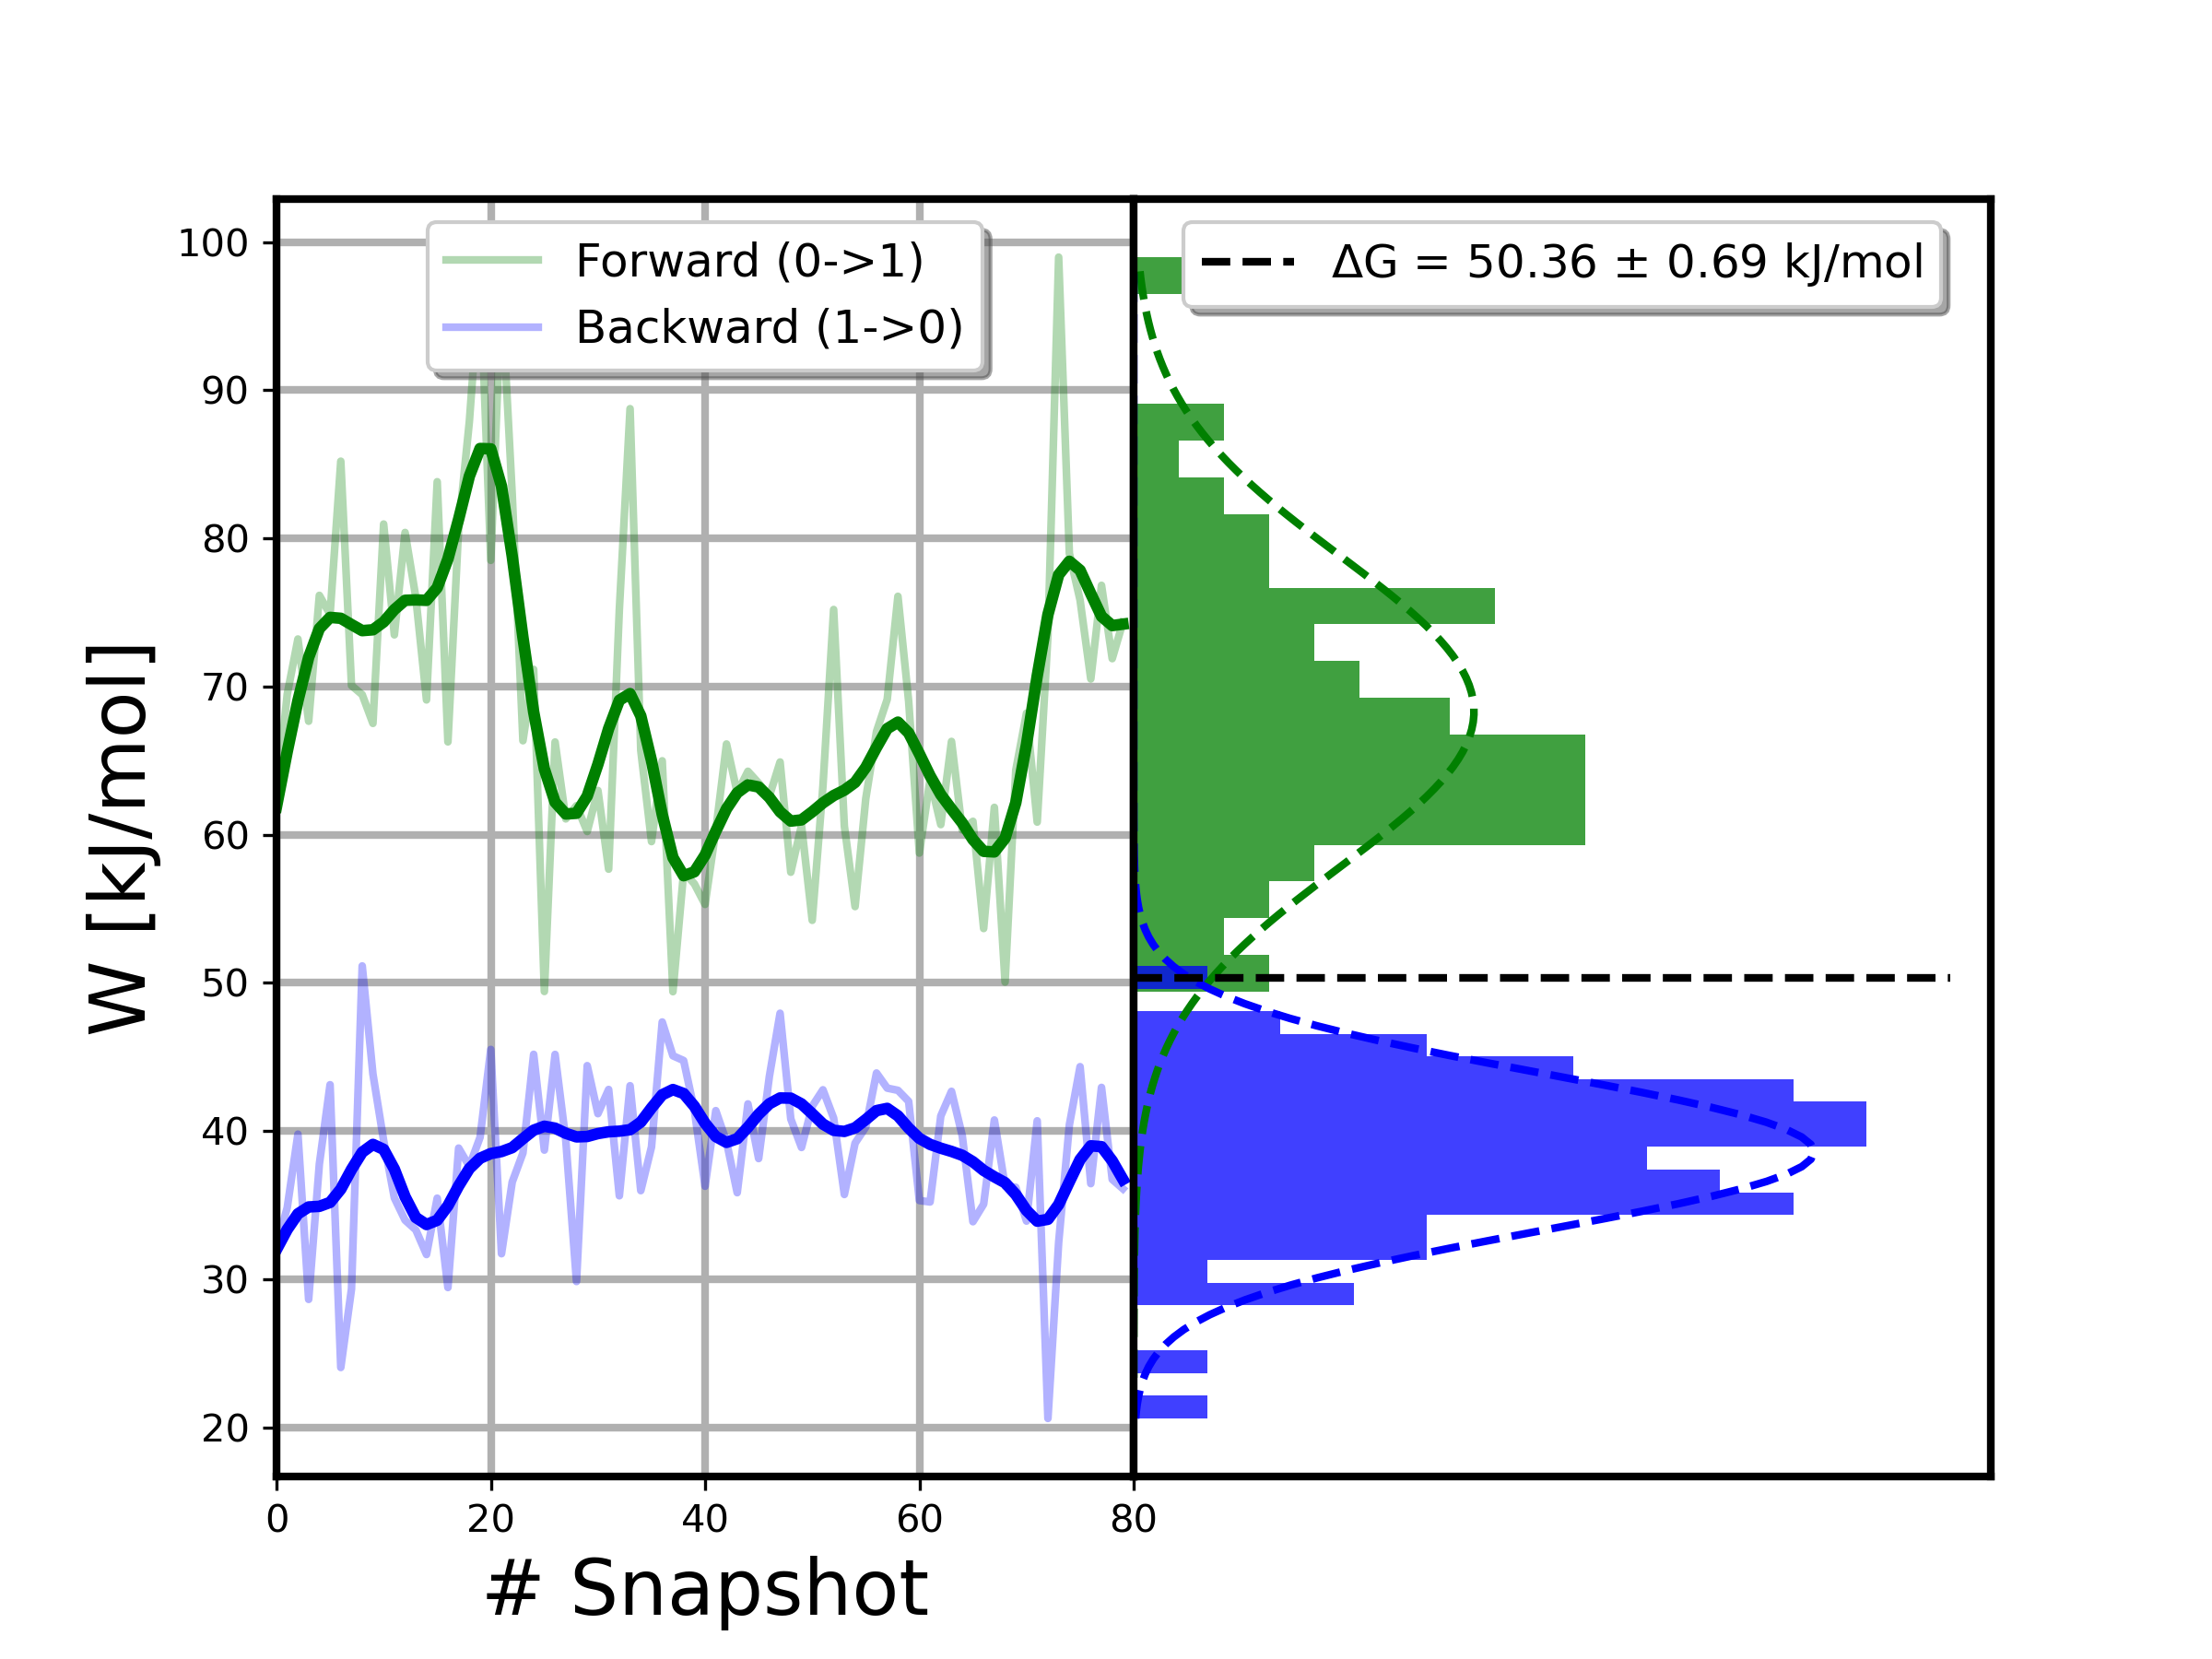 W [kJ/mol]
100
90
80
70
60
50
40
30
20
Forward (0->1)
Backward (1->0)
ΔG = 50.36 ± 0.69 kJ/mol
0 20 40 60 80
# Snapshot